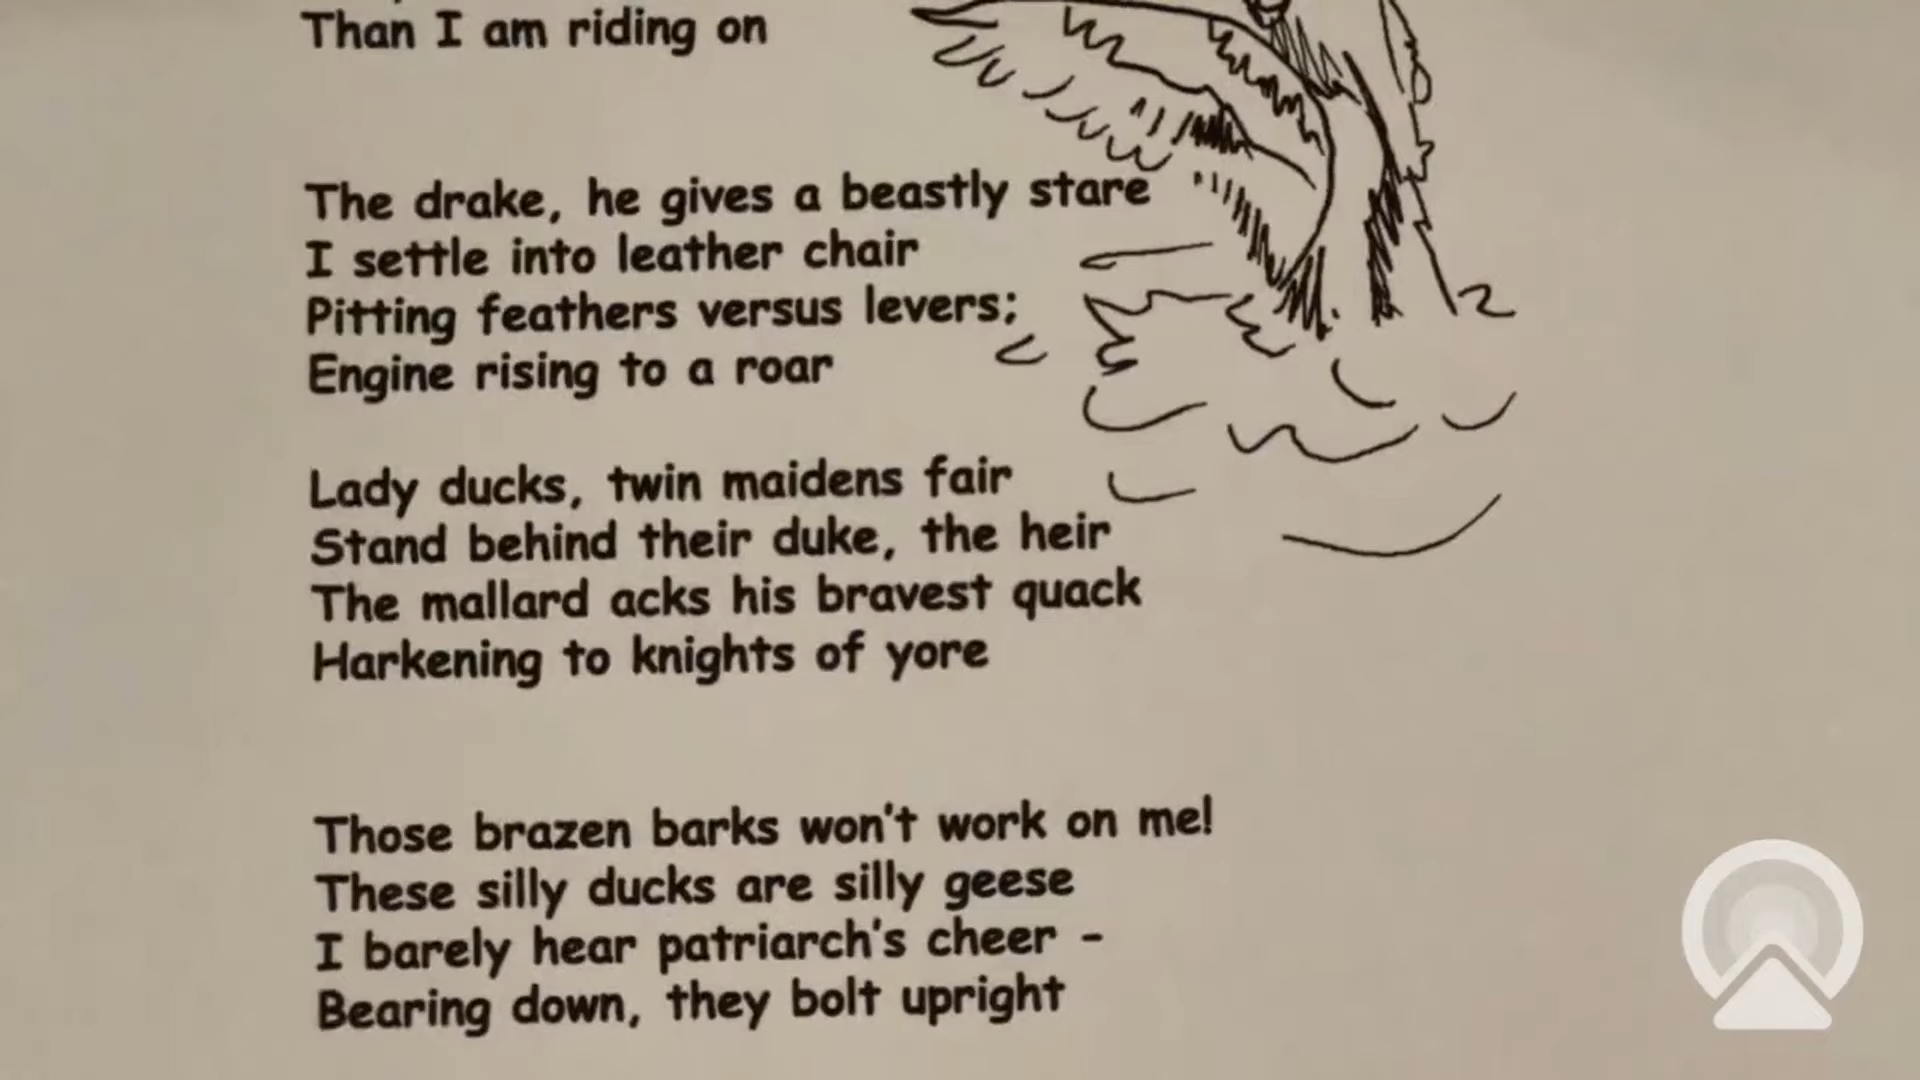 Than I am riding on
The drake, he gives a beastly stare
I settle into leather chair
Pitting feathers versus levers;
Engine rising to a roar
Lady ducks, twin maidens fair
Stand behind their duke, the heir
The mallard acks his bravest quack
Harkening to knights of yore
Those brazen barks won't work on me!
These silly ducks are silly geese
I barely hear patriarch's cheer -
Bearing down, they bolt upright